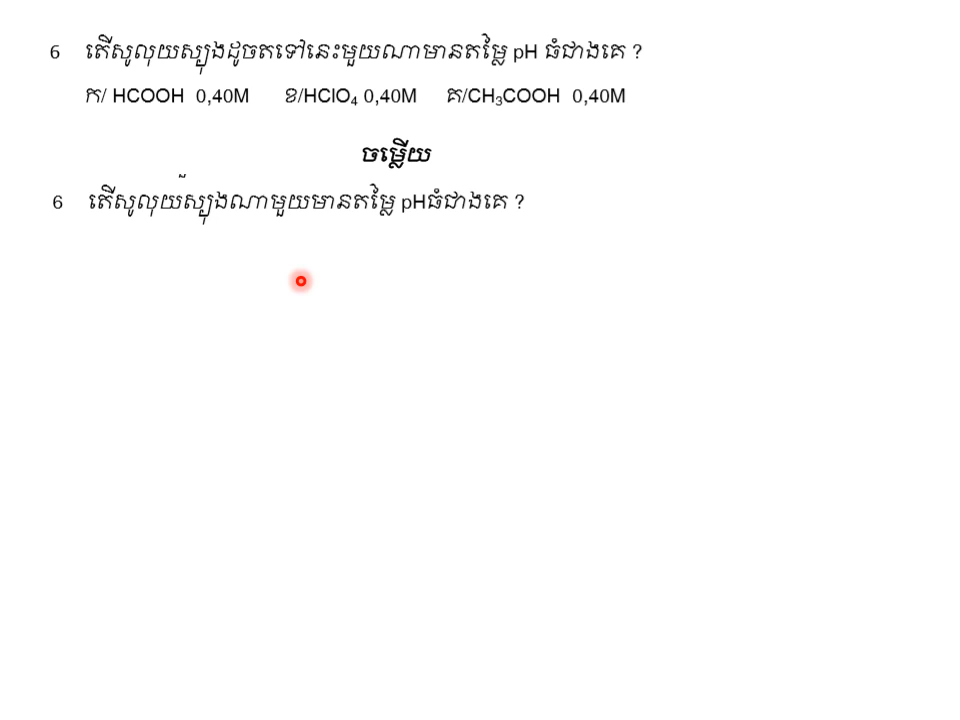 6 តើសូលុយស្យុងដូចតទៅនេះមួយណាមានតម្លៃ pH ធំជាងគេ ?
ក/ HCOOH 0,40M ខ/HClO₄ 0,40M គ/CH₃COOH 0,40M
ចម្លើយ
6 តើសូលុយស្យុងណាមួយមានតម្លៃ pHធំជាងគេ ?